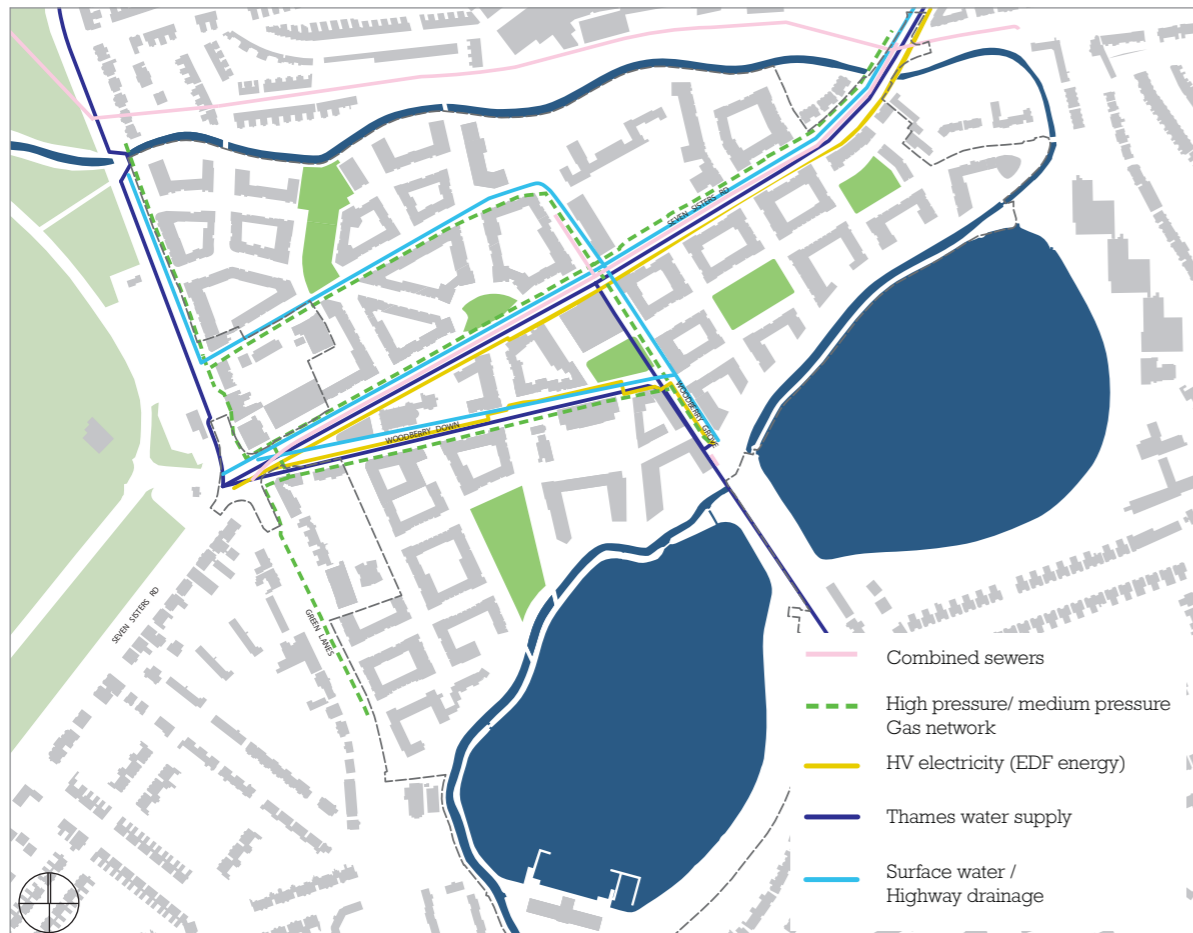 SEVEN SISTERS RD
WOODBERRY DOWN
WOODBERRY GROVE
SEVEN SISTERS RD
GREEN LANES
Combined sewers
High pressure/ medium pressure
Gas network
HV electricity (EDF energy)
Thames water supply
Surface water /
Highway drainage